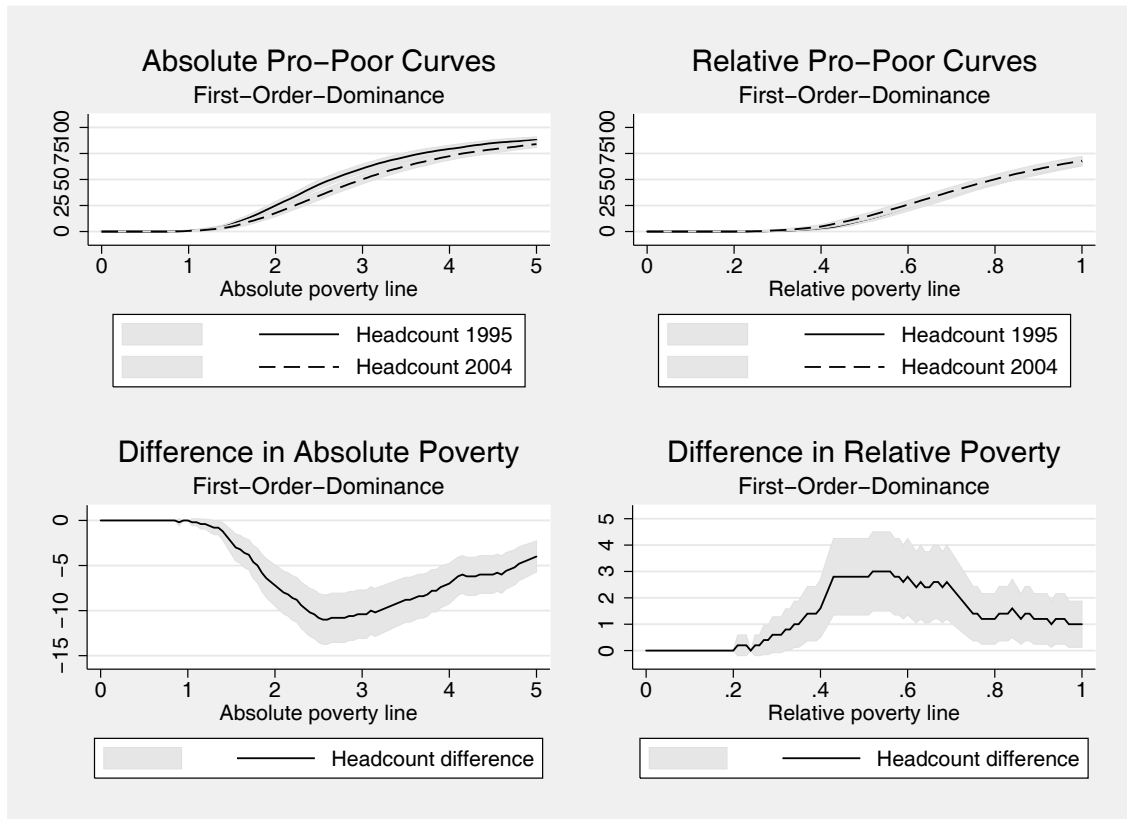 Absolute Pro−Poor Curves
First−Order−Dominance
0 25 50 75 100
0 1 2 3 4 5
Absolute poverty line
Headcount 1995
Headcount 2004
Relative Pro−Poor Curves
First−Order−Dominance
0 25 50 75 100
0 .2 .4 .6 .8 1
Relative poverty line
Headcount 1995
Headcount 2004
Difference in Absolute Poverty
First−Order−Dominance
−15 −10 −5 0
0 1 2 3 4 5
Absolute poverty line
Headcount difference
Difference in Relative Poverty
First−Order−Dominance
0 1 2 3 4 5
0 .2 .4 .6 .8 1
Relative poverty line
Headcount difference